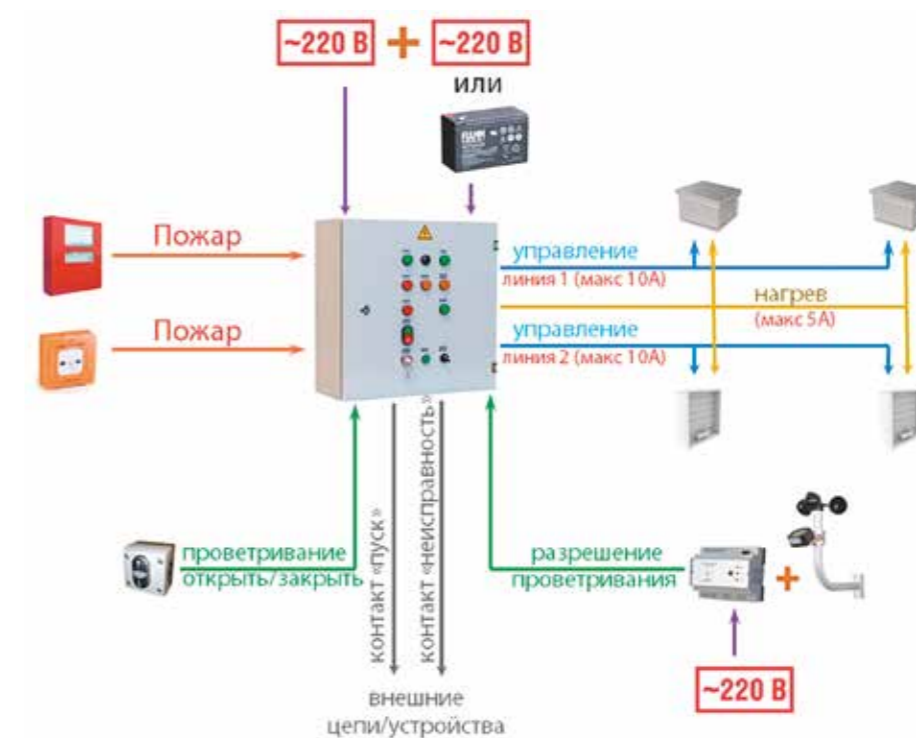 ~220 В + ~220 В
или
FIAMM
Пожар
управление
линия 1 (макс 10А)
нагрев
(макс 5А)
Пожар
управление
линия 2 (макс 10А)
контакт «пуск»
контакт «неисправность»
проветривание
открыть/закрыть
разрешение
проветривания
+
~220 В
внешние
цепи/устройства